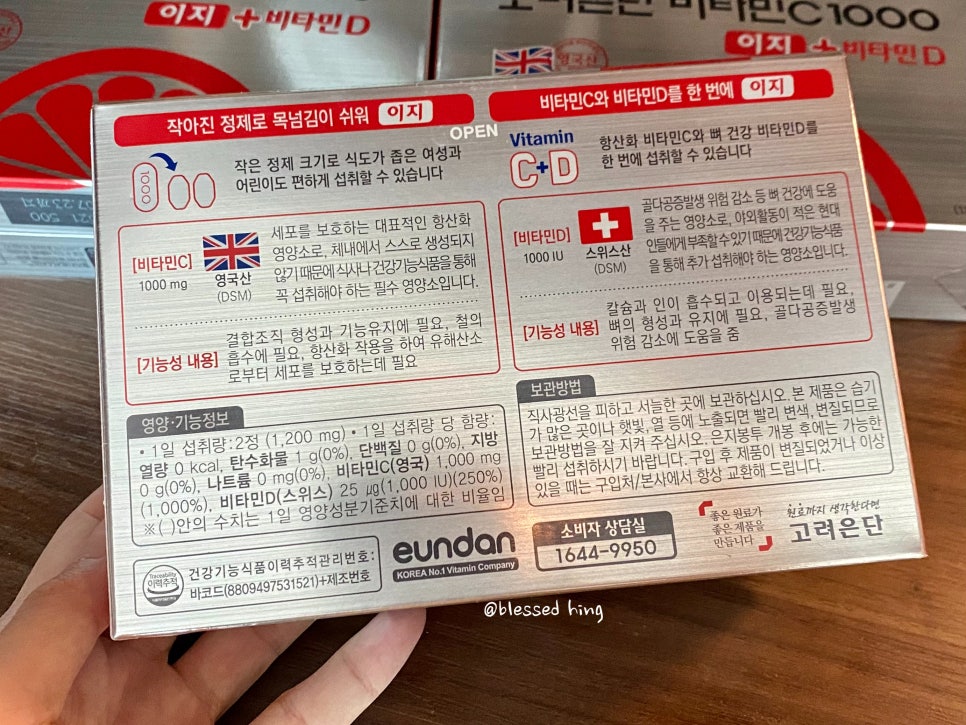 이지 + 비타민D
비타민C1000
이지 + 비타민D
영국산
작아진 정제로 목넘김이 쉬워 이지
OPEN
비타민C와 비타민D를 한 번에 이지
1000
작은 정제 크기로 식도가 좁은 여성과
어린이도 편하게 섭취할 수 있습니다
Vitamin
C+D
항산화 비타민C와 뼈 건강 비타민D를
한 번에 섭취할 수 있습니다
[비타민C]
1000 mg
영국산
(DSM)
세포를 보호하는 대표적인 항산화
영양소로, 체내에서 스스로 생성되지
않기 때문에 식사나 건강기능식품을 통해
꼭 섭취해야 하는 필수 영양소입니다.
[기능성 내용]
결합조직 형성과 기능유지에 필요, 철의
흡수에 필요, 항산화 작용을 하여 유해산소
로부터 세포를 보호하는데 필요
[비타민D]
1000 IU
스위스산
(DSM)
골다공증발생 위험 감소 등 뼈 건강에 도움
을 주는 영양소로, 야외활동이 적은 현대
인들에게 부족할 수 있기 때문에 건강기능식품
을 통해 추가 섭취해야 하는 영양소입니다.
[기능성 내용]
칼슘과 인이 흡수되고 이용되는데 필요,
뼈의 형성과 유지에 필요, 골다공증발생
위험 감소에 도움을 줌
영양·기능정보
• 1일 섭취량:2정 (1,200 mg) • 1일 섭취량 당 함량:
열량 0 kcal, 탄수화물 1 g(0%), 단백질 0 g(0%), 지방
0 g(0%), 나트륨 0 mg(0%), 비타민C(영국) 1,000 mg
(1,000%), 비타민D(스위스) 25 μg(1,000 IU)(250%)
※( )안의 수치는 1일 영양성분기준치에 대한 비율임
보관방법
직사광선을 피하고 서늘한 곳에 보관하십시오. 본 제품은 습기
가 많은 곳이나 햇빛, 열 등에 노출되면 빨리 변색, 변질되므로
보관방법을 잘 지켜 주십시오. 은지봉투 개봉 후에는 가능한
빨리 섭취하시기 바랍니다. 구입 후 제품이 변질되었거나 이상
있을 때는 구입처/본사에서 항상 교환해 드립니다.
Traceability
이력추적
건강기능식품이력추적관리번호:
바코드(8809497531521)+제조번호
eundan
KOREA No.1 Vitamin Company
소비자 상담실
1644-9950
좋은 원료가
좋은 제품을
만듭니다
원료까지 생각한다면
고려은단
@blessed hing